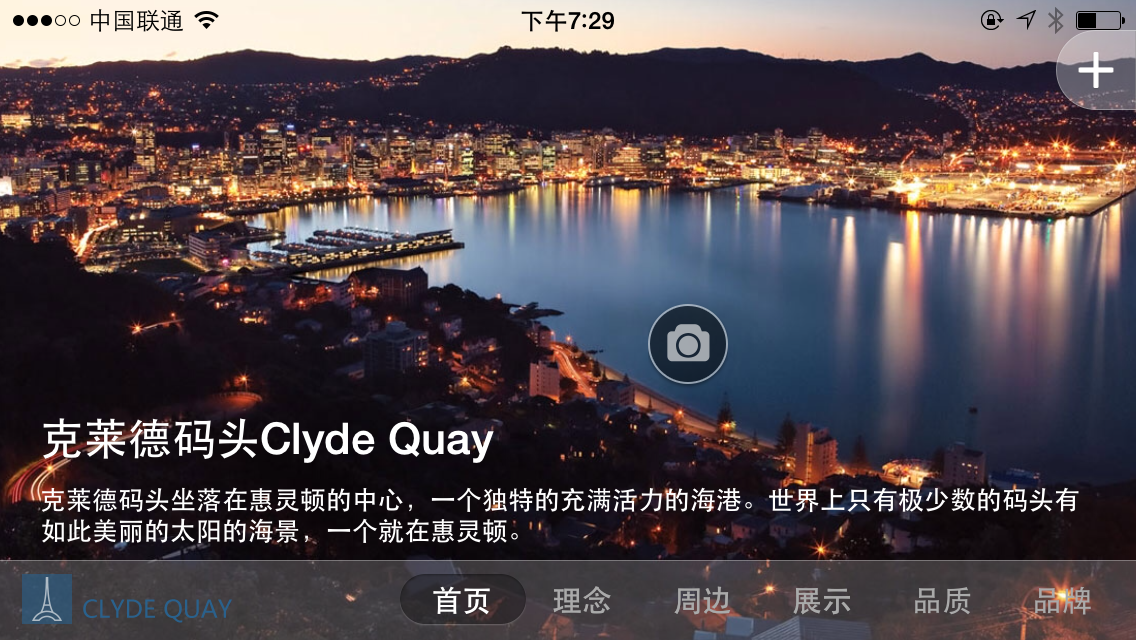 中国联通
下午7:29
克莱德码头Clyde Quay
克莱德码头坐落在惠灵顿的中心，一个独特的充满活力的海港。世界上只有极少数的码头有
如此美丽的太阳的海景，一个就在惠灵顿。
CLYDE QUAY
首页 理念 周边 展示 品质 品牌